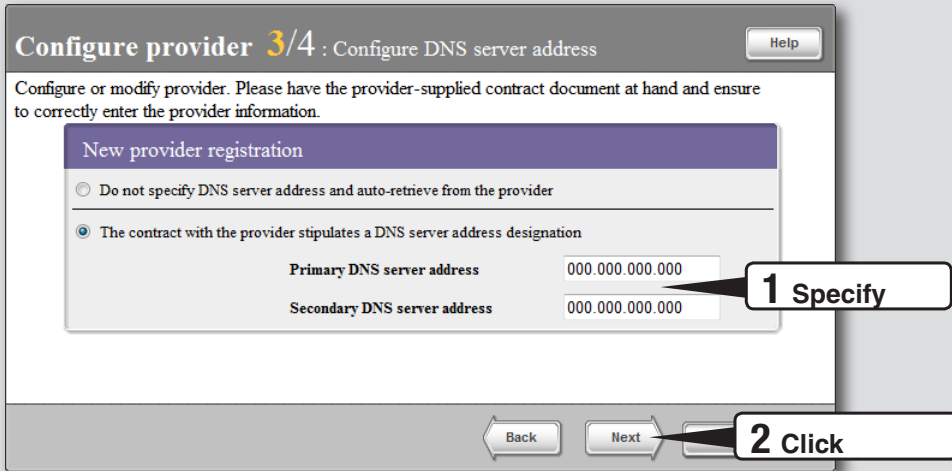 Configure provider 3/4 : Configure DNS server address
Help
Configure or modify provider. Please have the provider-supplied contract document at hand and ensure
to correctly enter the provider information.
New provider registration
Do not specify DNS server address and auto-retrieve from the provider
The contract with the provider stipulates a DNS server address designation
Primary DNS server address 000.000.000.000
1 Specify
Secondary DNS server address 000.000.000.000
Back Next 2 Click